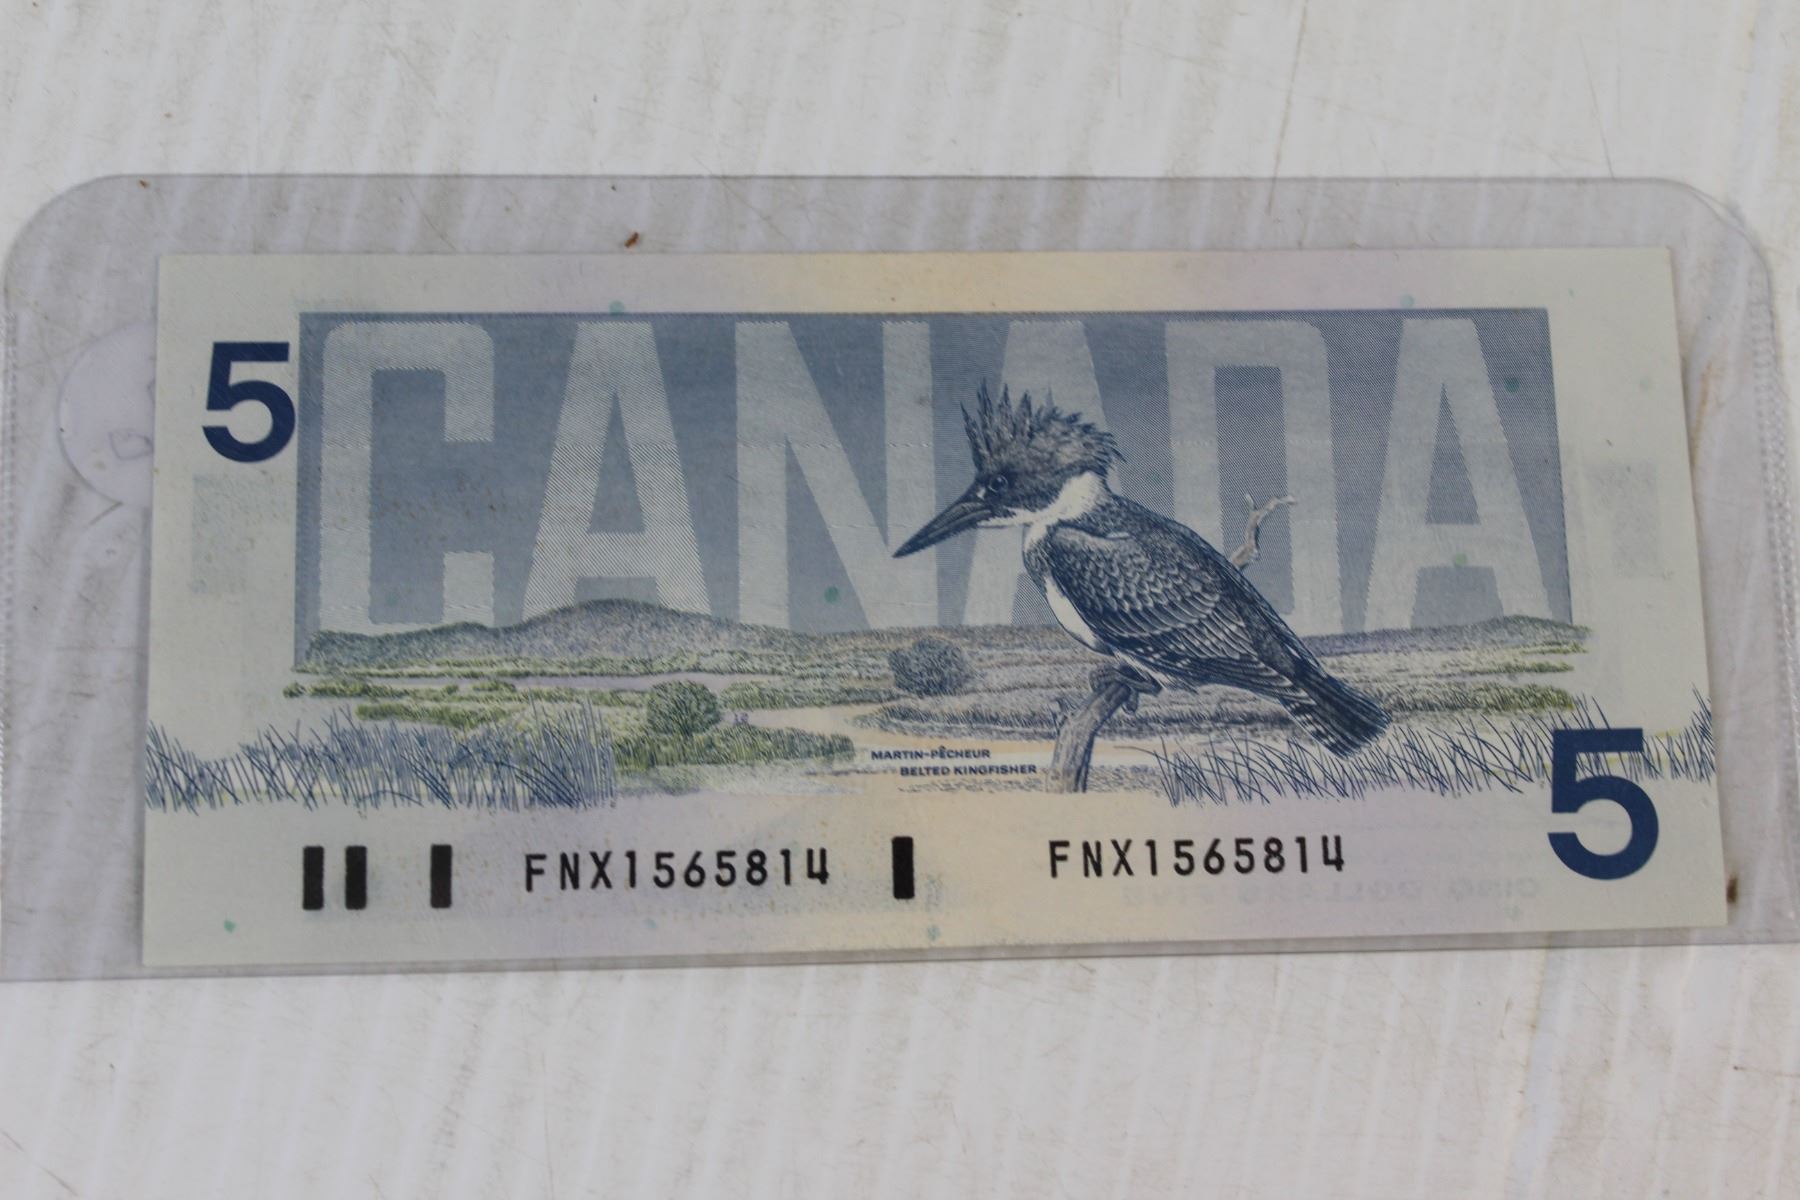 CANADA
5
MARTIN-PÊCHEUR
BELTED KINGFISHER
5
FNX1565814 FNX1565814